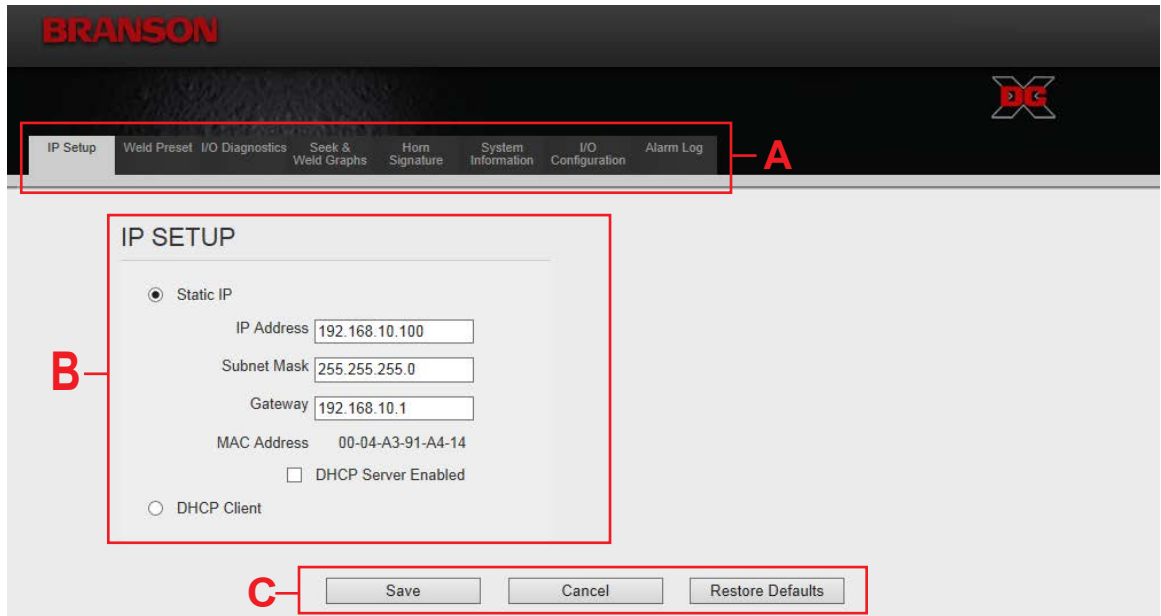 BRANSON
DC
IP Setup
Weld Preset
I/O Diagnostics
Seek &
Weld Graphs
Horn
Signature
System
Information
I/O
Configuration
Alarm Log
A
IP SETUP
Static IP
IP Address 192.168.10.100
Subnet Mask 255.255.255.0
B
Gateway 192.168.10.1
MAC Address 00-04-A3-91-A4-14
DHCP Server Enabled
DHCP Client
C
Save Cancel Restore Defaults